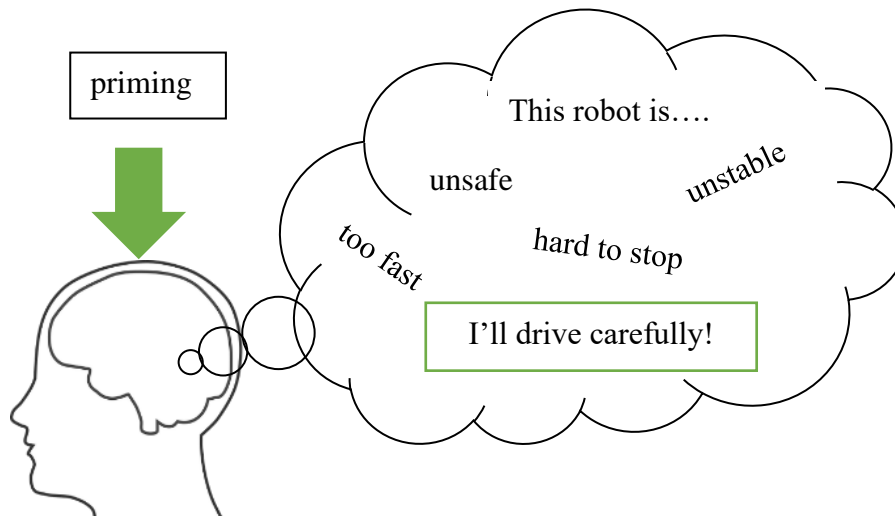 priming
This robot is....
unsafe
unstable
too fast
hard to stop
I'll drive carefully!